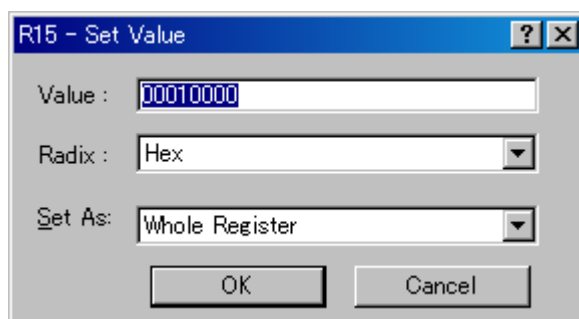 R15 - Set Value
Value : 00010000
Radix : Hex
Set As: Whole Register
OK Cancel